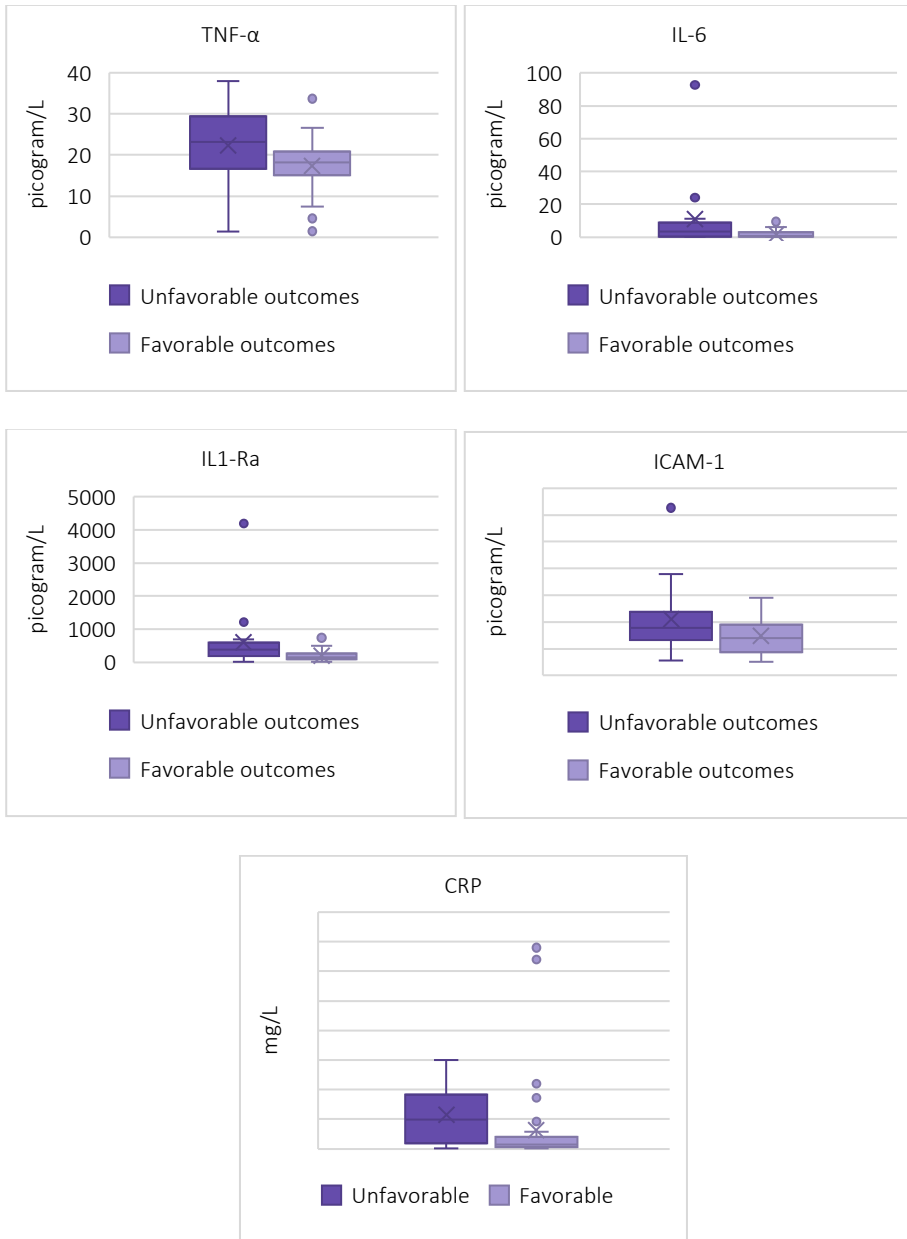 TNF-α
40
30
20
10
0
picogram/L
Unfavorable outcomes
Favorable outcomes
IL-6
100
80
60
40
20
0
picogram/L
Unfavorable outcomes
Favorable outcomes
IL1-Ra
5000
4000
3000
2000
1000
0
picogram/L
Unfavorable outcomes
Favorable outcomes
ICAM-1
picogram/L
Unfavorable outcomes
Favorable outcomes
CRP
mg/L
Unfavorable Favorable